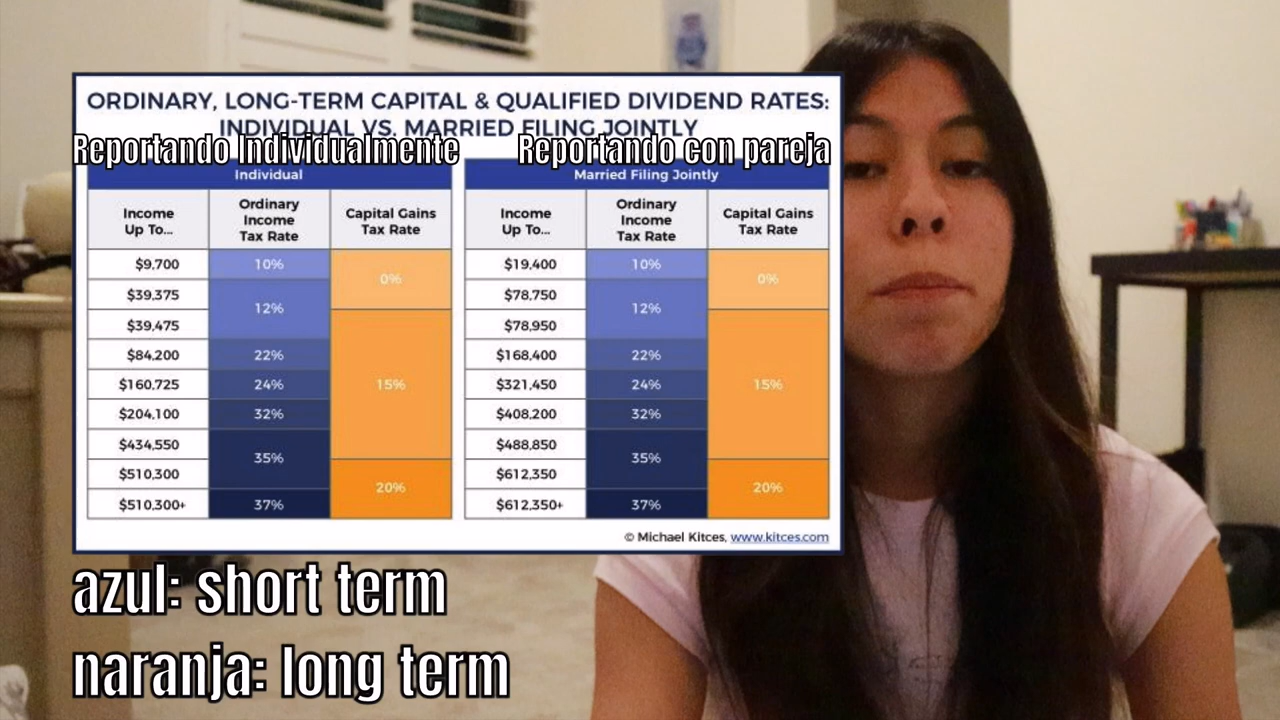 ORDINARY, LONG-TERM CAPITAL & QUALIFIED DIVIDEND RATES:
INDIVIDUAL VS. MARRIED FILING JOINTLY
Reportando Individualmente
Reportando con pareja
Individual
Income Up To... Ordinary Income Tax Rate Capital Gains Tax Rate
$9,700 10% 0%
$39,375 12%
$39,475 15%
$84,200 22%
$160,725 24%
$204,100 32%
$434,550 35%
$510,300 20%
$510,300+ 37%
Married Filing Jointly
Income Up To... Ordinary Income Tax Rate Capital Gains Tax Rate
$19,400 10% 0%
$78,750 12%
$78,950 15%
$168,400 22%
$321,450 24%
$408,200 32%
$488,850 35%
$612,350 20%
$612,350+ 37%
© Michael Kitces, www.kitces.com
azul: short term
naranja: long term